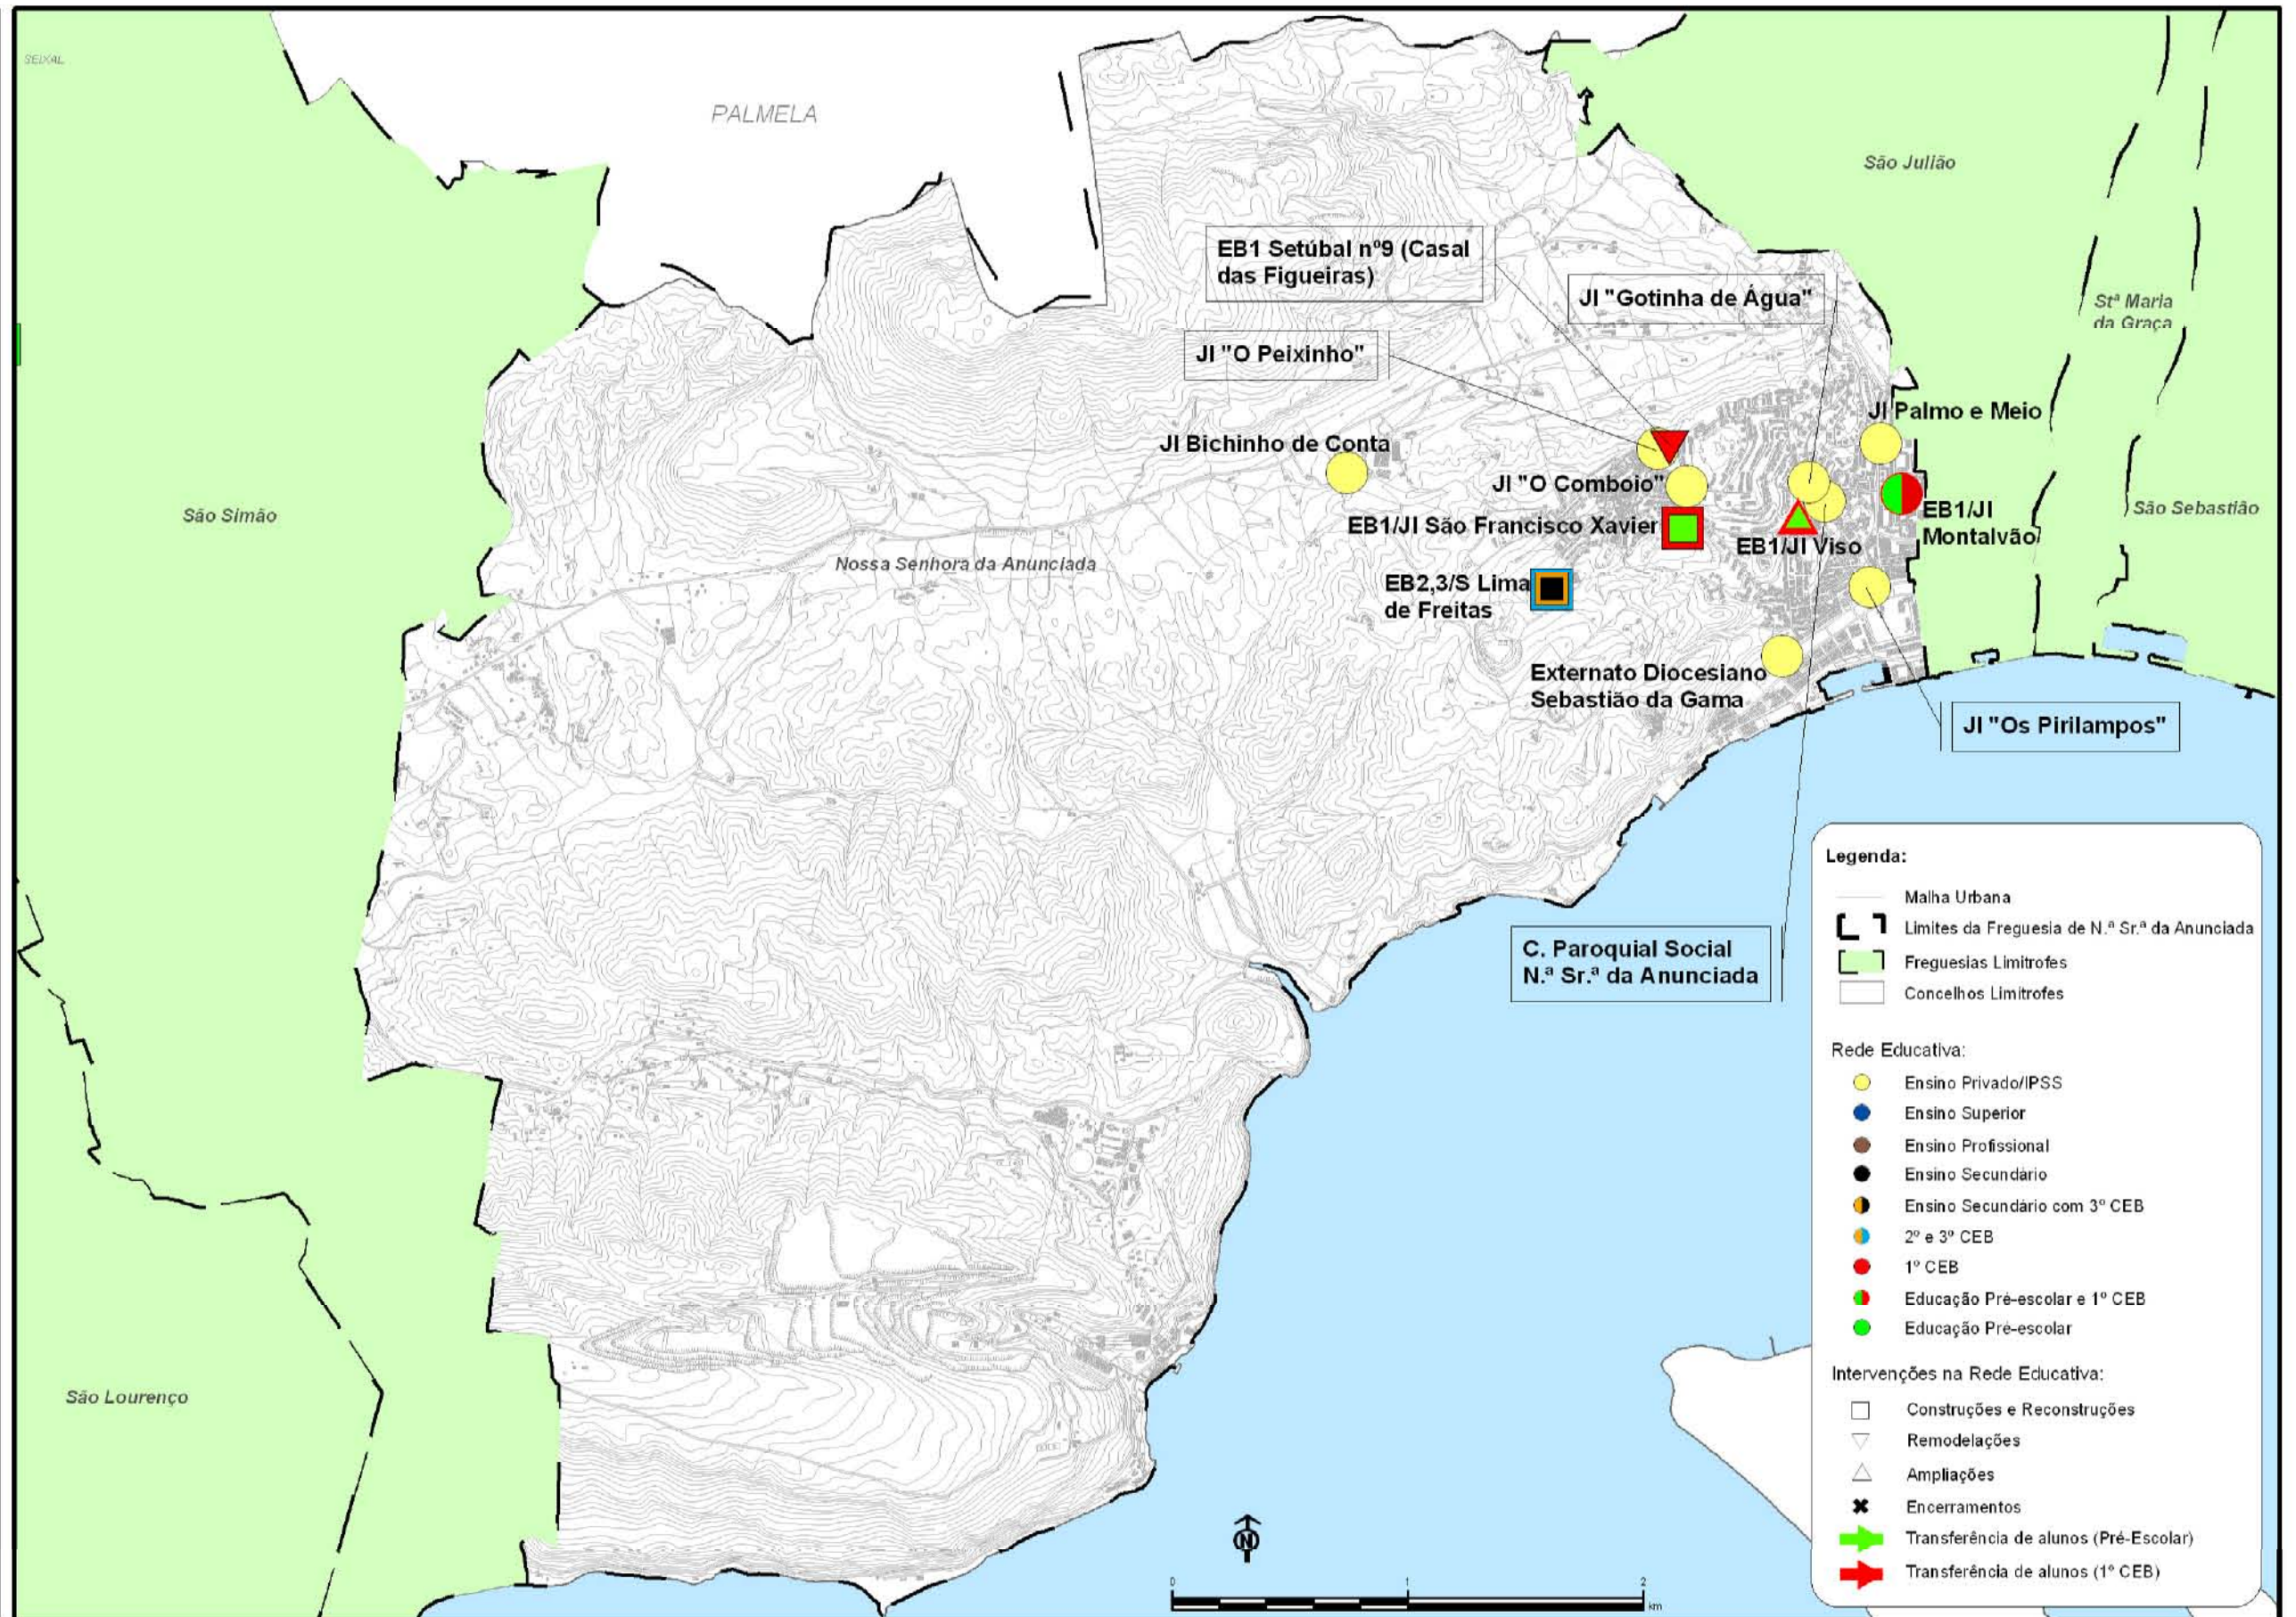 SEIXAL
PALMELA
São Julião
EB1 Setúbal nº9 (Casal
das Figueiras)
JI "Gotinha de Água"
Stª Maria
da Graça
JI "O Peixinho"
JI Palmo e Meio
JI Bichinho de Conta
JI "O Comboio"
São Simão
EB1/JI São Francisco Xavier
EB1/JI
Montalvão
São Sebastião
EB1/JI Viso
Nossa Senhora da Anunciada
EB2,3/S Lima
de Freitas
Externato Diocesiano
Sebastião da Gama
JI "Os Pirilampos"
C. Paroquial Social
N.ª Sr.ª da Anunciada
São Lourenço
Legenda:
Malha Urbana
Limites da Freguesia de N.ª Sr.ª da Anunciada
Freguesias Limitrofes
Concelhos Limitrofes
Rede Educativa:
Ensino Privado/IPSS
Ensino Superior
Ensino Profissional
Ensino Secundário
Ensino Secundário com 3º CEB
2º e 3º CEB
1º CEB
Educação Pré-escolar e 1º CEB
Educação Pré-escolar
Intervenções na Rede Educativa:
Construções e Reconstruções
Remodelações
Ampliações
Encerramentos
Transferência de alunos (Pré-Escolar)
Transferência de alunos (1º CEB)
N
0 1 2
km